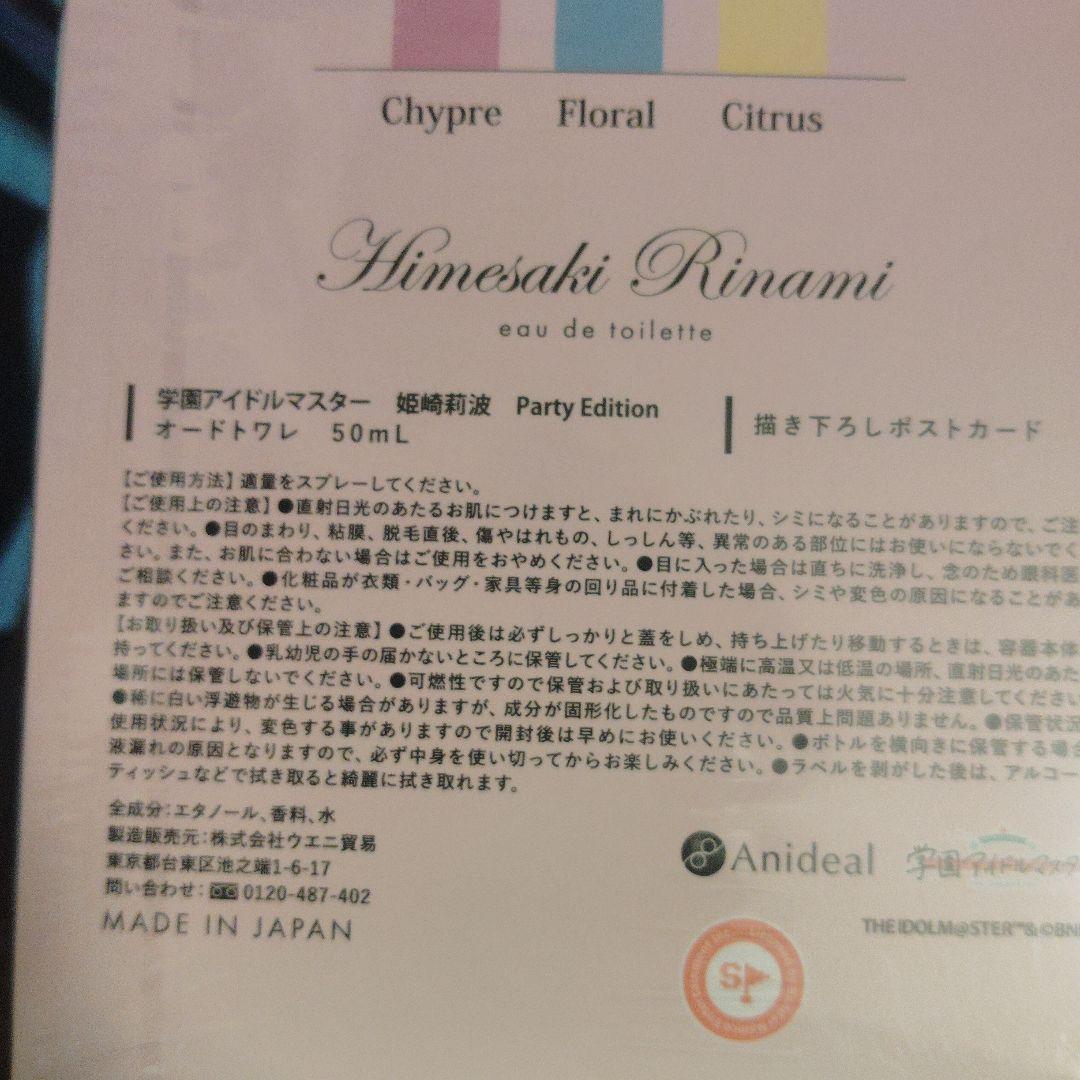 Chypre Floral Citrus
Himesaki Rinami
eau de toilette
学園アイドルマスター 姫崎莉波 Party Edition
オードトワレ 50mL
描き下ろしポストカード
【ご使用方法】適量をスプレーしてください。
【ご使用上の注意】●直射日光のあたるお肌につけますと、まれにかぶれたり、シミになることがありますので、ご注
ください。●目のまわり、粘膜、脱毛直後、傷やはれもの、しっしん等、異常のある部位にはお使いにならないでく
さい。また、お肌に合わない場合はご使用をおやめください。●目に入った場合は直ちに洗浄し、念のため眼科医
ご相談ください。●化粧品が衣類・バッグ・家具等身の回り品に付着した場合、シミや変色の原因になることがあ
ますのでご注意ください。
【お取り扱い及び保管上の注意】●ご使用後は必ずしっかりと蓋をしめ、持ち上げたり移動するときは、容器本体
持ってください。●乳幼児の手の届かないところに保管してください。●極端に高温又は低温の場所、直射日光のあた
場所には保管しないでください。●可燃性ですので保管および取り扱いにあたっては火気に十分注意してください
●稀に白い浮遊物が生じる場合がありますが、成分が固形化したものですので品質上問題ありません。●保管状況
使用状況により、変色する事がありますので開封後は早めにお使いください。●ボトルを横向きに保管する場合
液漏れの原因となりますので、必ず中身を使い切ってからお楽しみください。●ラベルを剥がした後は、アルコー
ティッシュなどで拭き取ると綺麗に拭き取れます。
全成分：エタノール、香料、水
製造販売元：株式会社ウエニ貿易
東京都台東区池之端1-6-17
問い合わせ： 0120-487-402
MADE IN JAPAN
Anideal
学園アイドルマスタ
THE IDOLM@STER™& ©BN
S